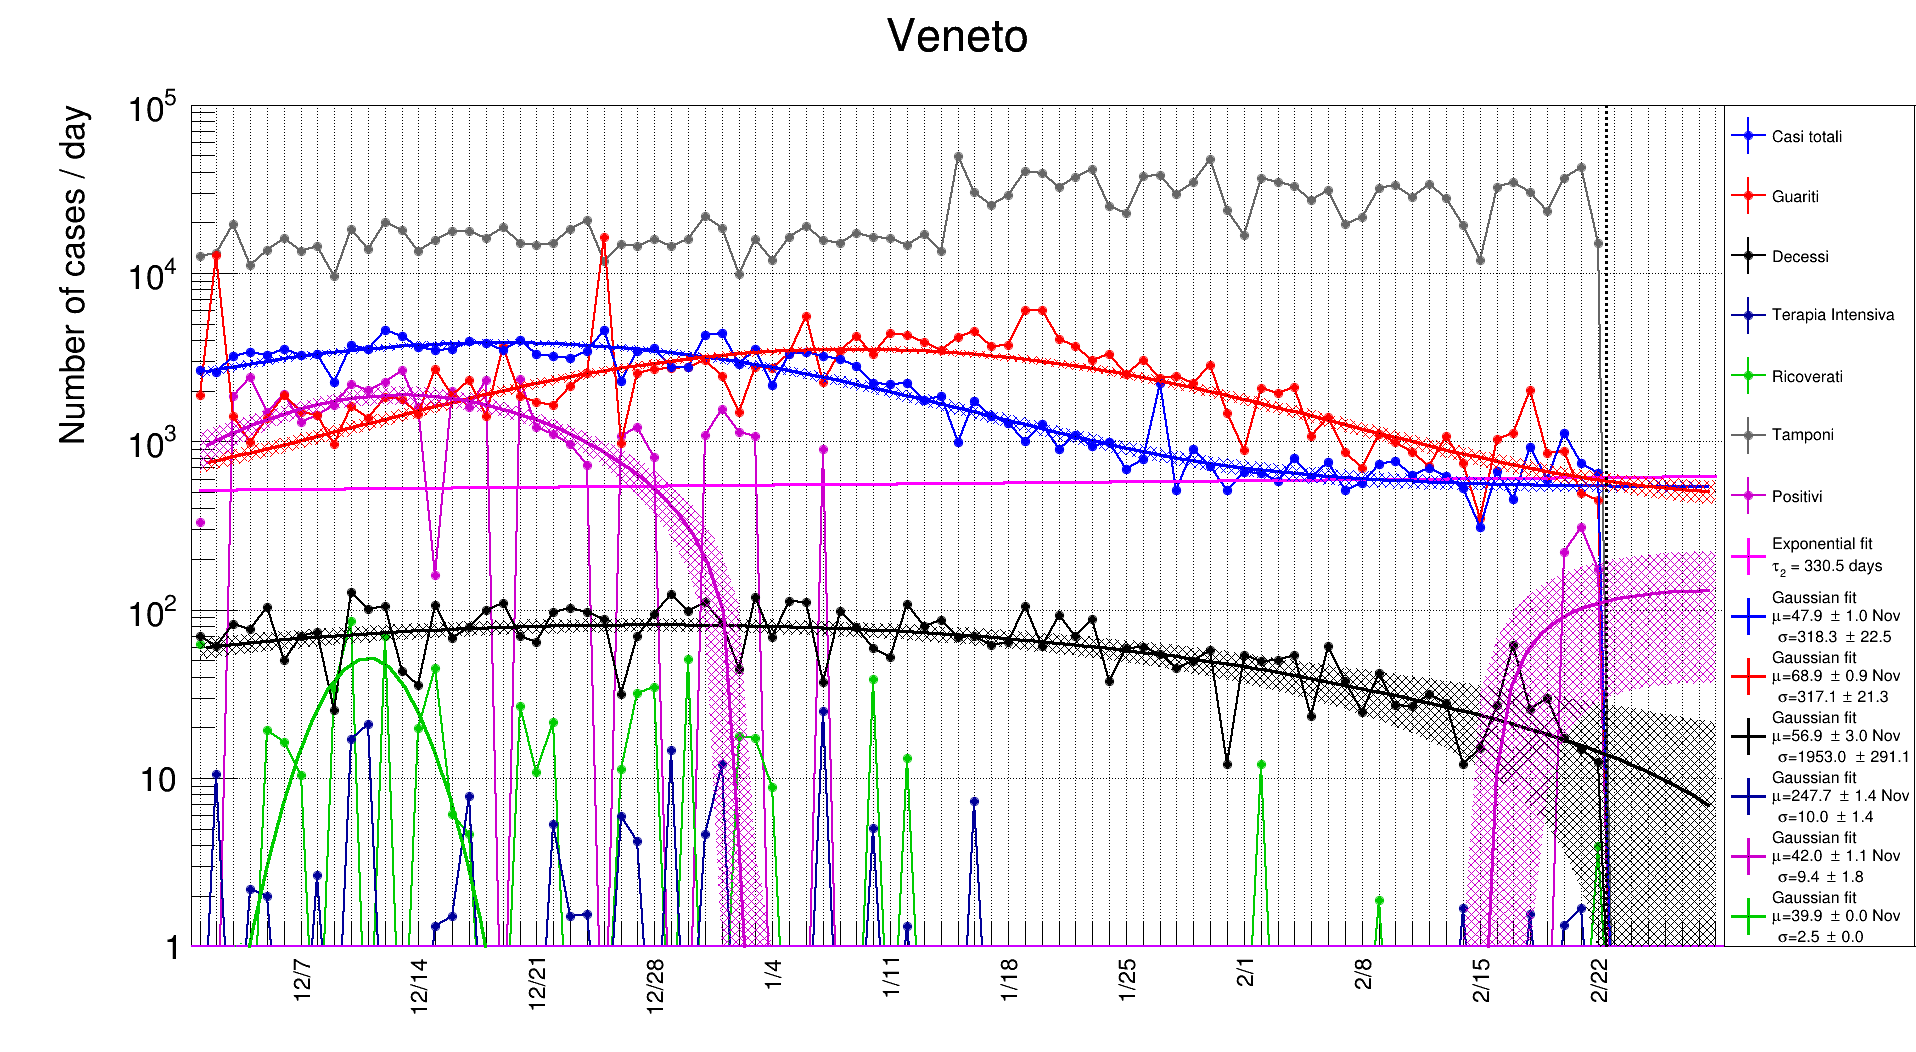 Veneto
Number of cases / day
10^5
10^4
10^3
10^2
10
1
12/7
12/14
12/21
12/28
1/4
1/11
1/18
1/25
2/1
2/8
2/15
2/22
Casi totali
Guariti
Decessi
Terapia Intensiva
Ricoverati
Tamponi
Positivi
Exponential fit
τ₂ = 330.5 days
Gaussian fit
μ=47.9 ± 1.0 Nov
σ=318.3 ± 22.5
Gaussian fit
μ=68.9 ± 0.9 Nov
σ=317.1 ± 21.3
Gaussian fit
μ=56.9 ± 3.0 Nov
σ=1953.0 ± 291.1
Gaussian fit
μ=247.7 ± 1.4 Nov
σ=10.0 ± 1.4
Gaussian fit
μ=42.0 ± 1.1 Nov
σ=9.4 ± 1.8
Gaussian fit
μ=39.9 ± 0.0 Nov
σ=2.5 ± 0.0